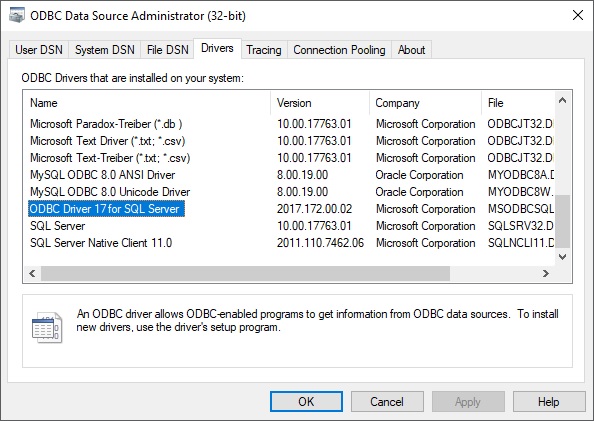 ODBC Data Source Administrator (32-bit)
User DSN System DSN File DSN Drivers Tracing Connection Pooling About
ODBC Drivers that are installed on your system:
Name Version Company File
Microsoft Paradox-Treiber (*.db ) 10.00.17763.01 Microsoft Corporation ODBCJT32.D
Microsoft Text Driver (*.txt; *.csv) 10.00.17763.01 Microsoft Corporation ODBCJT32.D
Microsoft Text-Treiber (*.txt; *.csv) 10.00.17763.01 Microsoft Corporation ODBCJT32.D
MySQL ODBC 8.0 ANSI Driver 8.00.19.00 Oracle Corporation MYODBC8A.D
MySQL ODBC 8.0 Unicode Driver 8.00.19.00 Oracle Corporation MYODBC8W.
ODBC Driver 17 for SQL Server 2017.172.00.02 Microsoft Corporation MSODBCSQL
SQL Server 10.00.17763.01 Microsoft Corporation SQLSRV32.D
SQL Server Native Client 11.0 2011.110.7462.06 Microsoft Corporation SQLNCLI11.D
An ODBC driver allows ODBC-enabled programs to get information from ODBC data sources. To install
new drivers, use the driver's setup program.
OK Cancel Apply Help